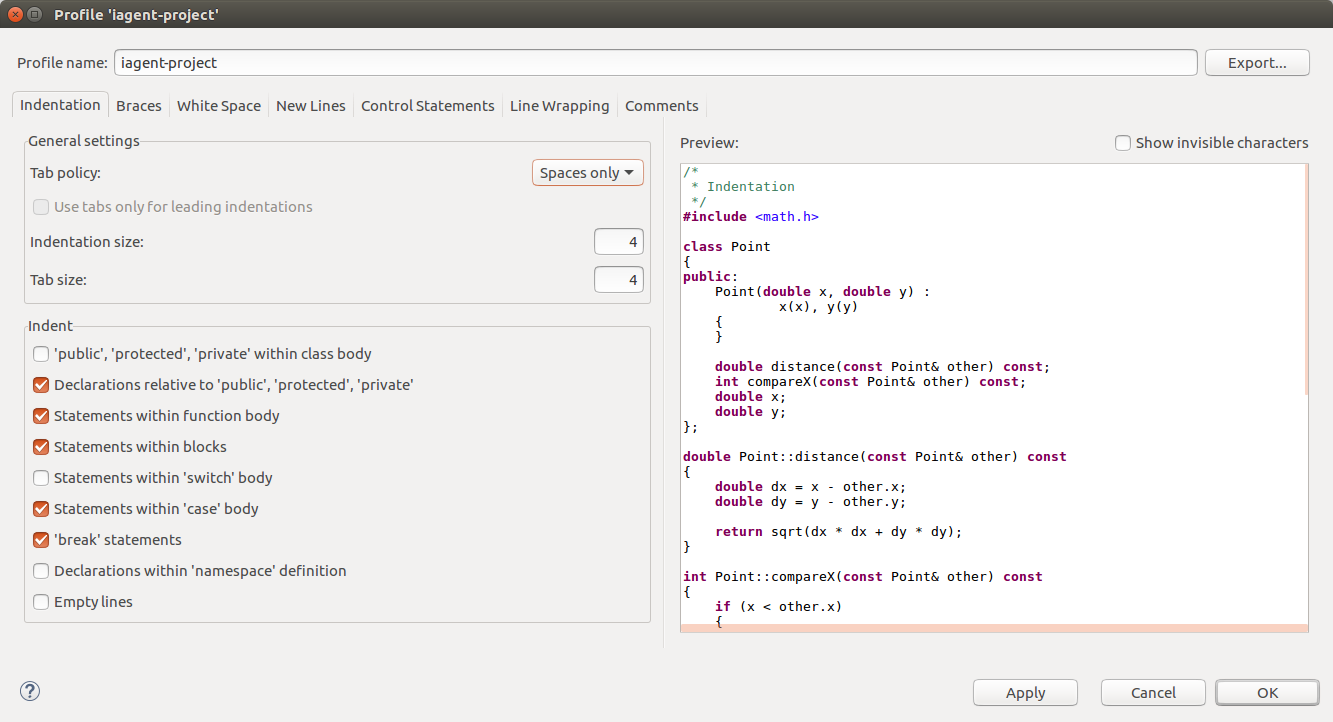 Profile 'iagent-project'
Profile name: iagent-project Export...
Indentation Braces White Space New Lines Control Statements Line Wrapping Comments
General settings
Tab policy: Spaces only
Use tabs only for leading indentations
Indentation size: 4
Tab size: 4
Indent
'public', 'protected', 'private' within class body
Declarations relative to 'public', 'protected', 'private'
Statements within function body
Statements within blocks
Statements within 'switch' body
Statements within 'case' body
'break' statements
Declarations within 'namespace' definition
Empty lines
Preview: Show invisible characters
/*
 * Indentation
 */
#include <math.h>

class Point
{
public:
    Point(double x, double y) :
            x(x), y(y)
    {
    }

    double distance(const Point& other) const;
    int compareX(const Point& other) const;
    double x;
    double y;
};

double Point::distance(const Point& other) const
{
    double dx = x - other.x;
    double dy = y - other.y;

    return sqrt(dx * dx + dy * dy);
}

int Point::compareX(const Point& other) const
{
    if (x < other.x)
    {
?
Apply Cancel OK